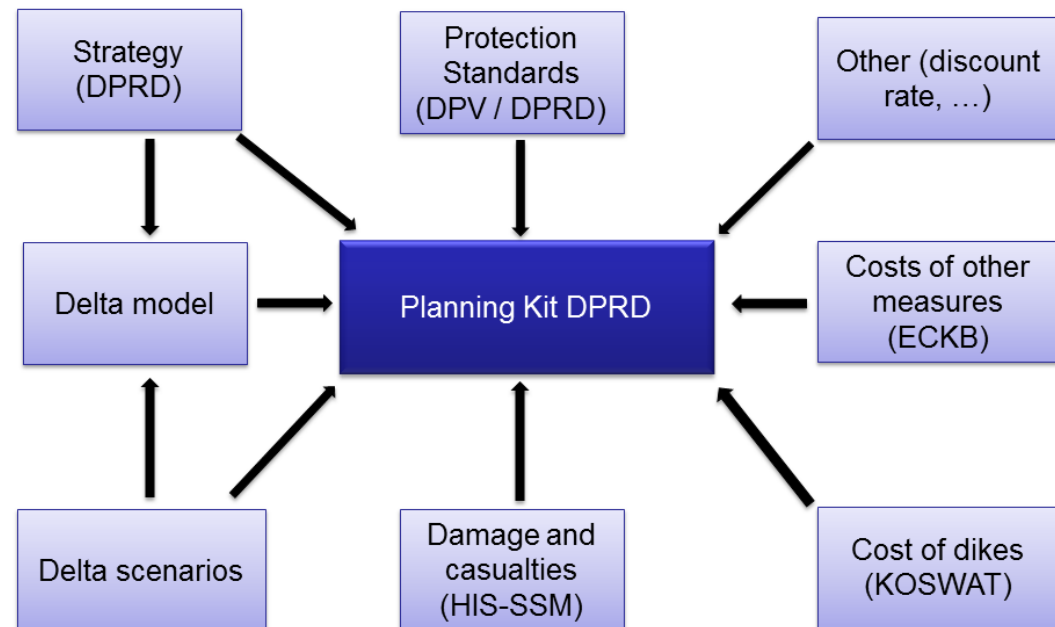 Strategy
(DPRD)
Protection
Standards
(DPV / DPRD)
Other (discount
rate, …)
Delta model
Planning Kit DPRD
Costs of other
measures
(ECKB)
Delta scenarios
Damage and
casualties
(HIS-SSM)
Cost of dikes
(KOSWAT)